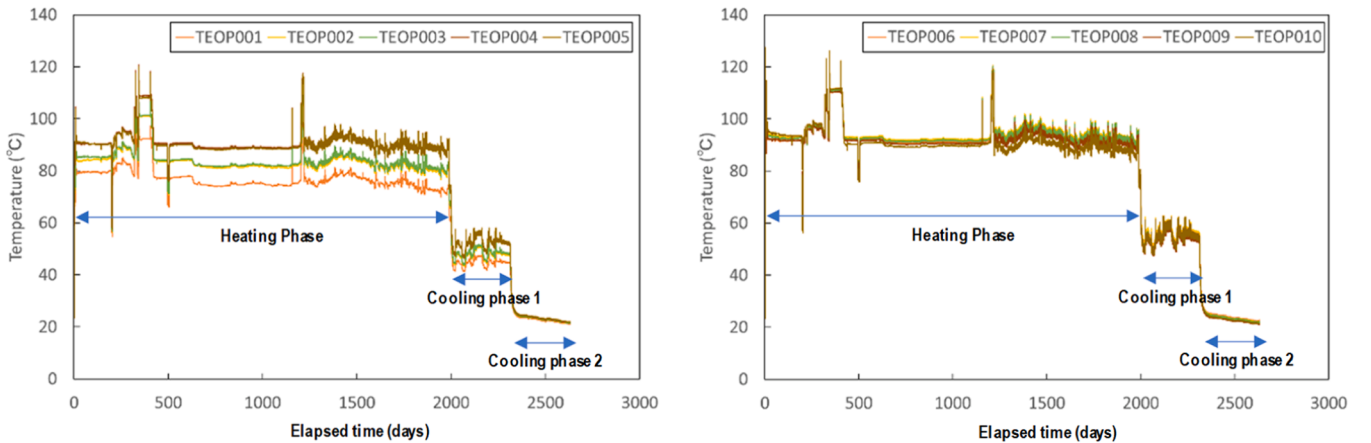 140
120
100
80
60
40
20
0
Temperature (°C)
TEOP001 TEOP002 TEOP003 TEOP004 TEOP005
Heating Phase
Cooling phase 1
Cooling phase 2
0 500 1000 1500 2000 2500 3000
Elapsed time (days)
140
120
100
80
60
40
20
0
Temperature (°C)
TEOP006 TEOP007 TEOP008 TEOP009 TEOP010
Heating Phase
Cooling phase 1
Cooling phase 2
0 500 1000 1500 2000 2500 3000
Elapsed time (days)